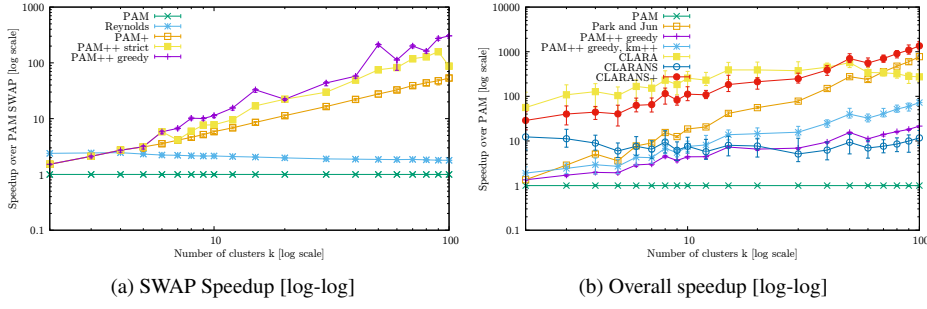 1000
100
10
1
0.1
10
100
Speedup over PAM SWAP [log scale]
Number of clusters k [log scale]
PAM
Reynolds
PAM+
PAM++ strict
PAM++ greedy
(a) SWAP Speedup [log-log]
10000
1000
100
10
1
0.1
10
100
Speedup over PAM [log scale]
Number of clusters k [log scale]
PAM
Park and Jun
PAM++ greedy
PAM++ greedy, km++
CLARA
CLARANS
CLARANS+
(b) Overall speedup [log-log]